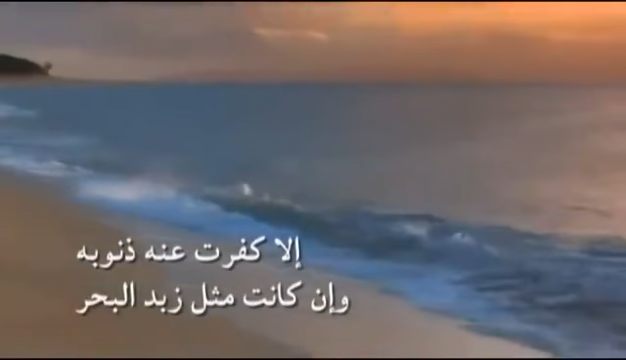 إلا كفرت عنه ذنوبه
وإن كانت مثل زبد البحر